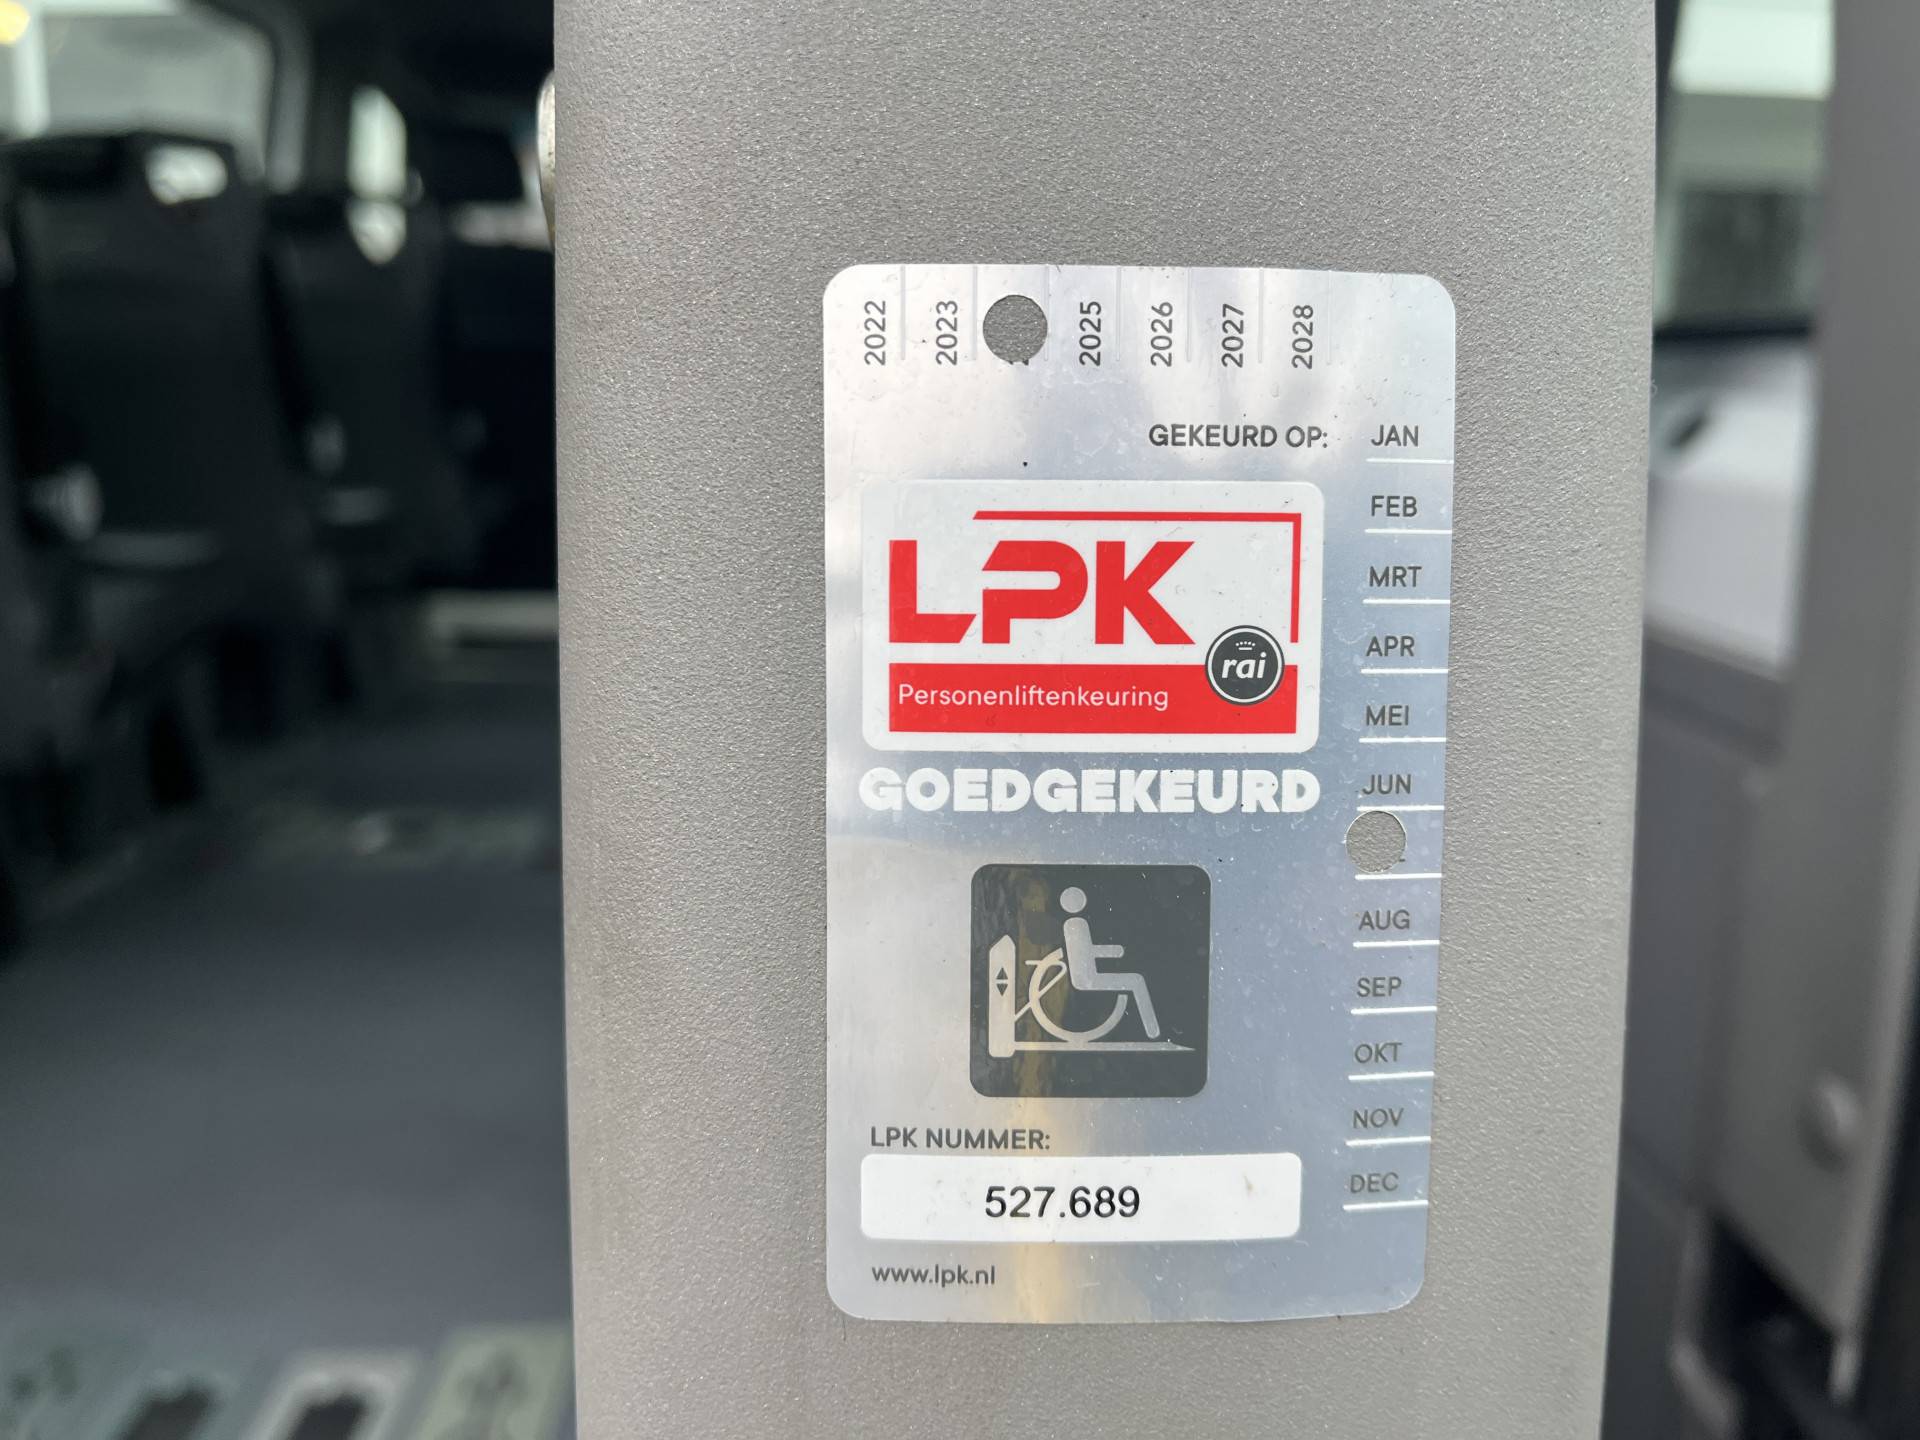 2022 2023 2025 2026 2027 2028
GEKEURD OP: JAN
FEB
MRT
APR
MEI
JUN
AUG
SEP
OKT
NOV
DEC
LPK
rai
Personenliftenkeuring
GOEDGEKEURD
LPK NUMMER:
527.689
www.lpk.nl